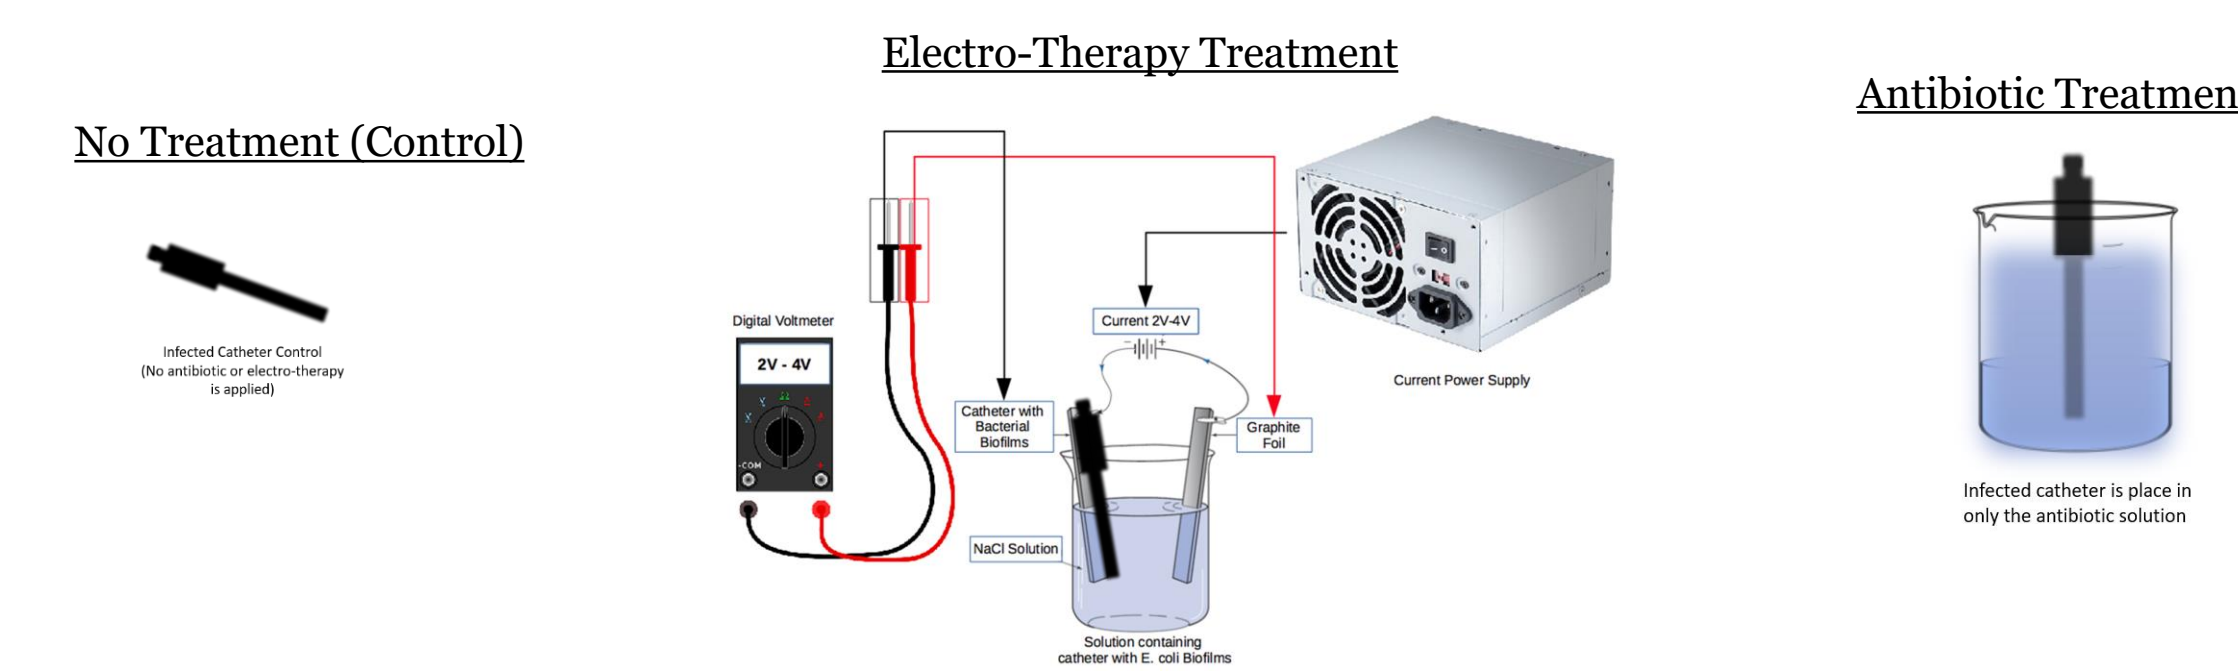 No Treatment (Control)
Infected Catheter Control
(No antibiotic or electro-therapy
is applied)
Electro-Therapy Treatment
Digital Voltmeter
2V - 4V
-COM
+
Catheter with
Bacterial
Biofilms
Current 2V-4V
- +
Graphite
Foil
NaCl Solution
Solution containing
catheter with E. coli Biofilms
Current Power Supply
Antibiotic Treatmen
Infected catheter is place in
only the antibiotic solution